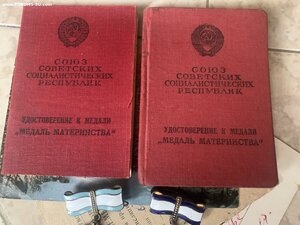 СОЮЗ
СОВЕТСКИХ
СОЦИАЛИСТИЧЕСКИХ
РЕСПУБЛИК
УДОСТОВЕРЕНИЕ К МЕДАЛИ
„МЕДАЛЬ МАТЕРИНСТВА"
СОЮЗ
СОВЕТСКИХ
СОЦИАЛИСТИЧЕСКИХ
РЕСПУБЛИК
УДОСТОВЕРЕНИЕ К МЕДАЛИ
„МЕДАЛЬ МАТЕРИНСТВА"